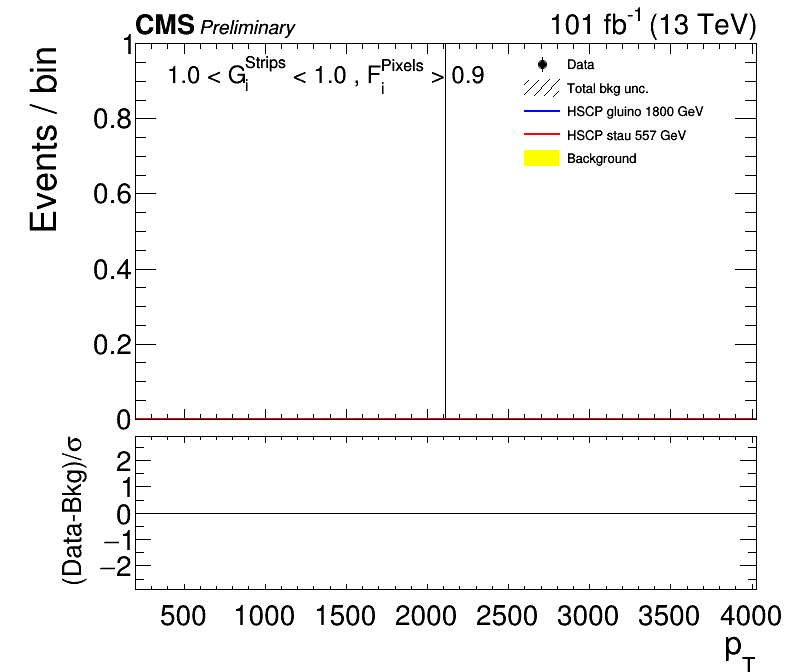 CMS Preliminary 101 fb-1 (13 TeV)
1.0 < GiStrips < 1.0 , FiPixels > 0.9
Data
Total bkg unc.
HSCP gluino 1800 GeV
HSCP stau 557 GeV
Background
Events / bin
1
0.8
0.6
0.4
0.2
0
(Data-Bkg)/σ
2
1
0
−1
−2
500 1000 1500 2000 2500 3000 3500 4000
pT